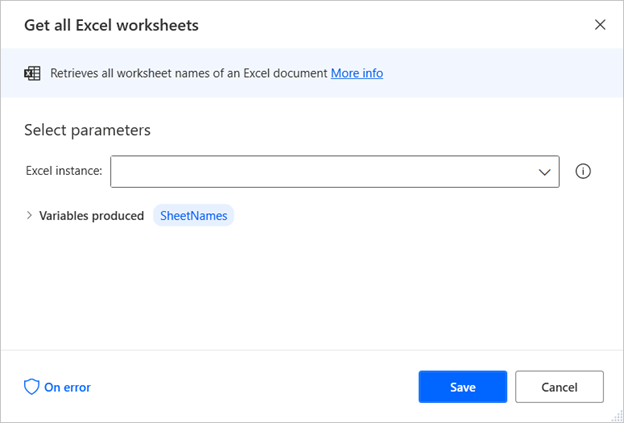 Get all Excel worksheets
Retrieves all worksheet names of an Excel document More info
Select parameters
Excel instance:
Variables produced SheetNames
On error
Save
Cancel